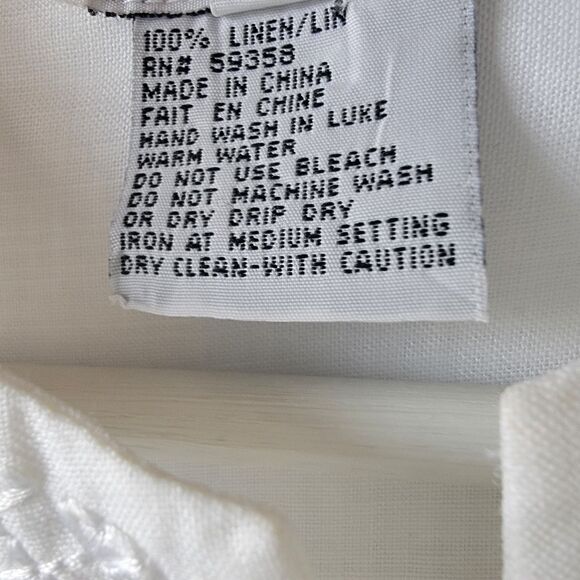 100% LINEN/LIN
RN# 59358
MADE IN CHINA
FAIT EN CHINE
HAND WASH IN LUKE
WARM WATER
DO NOT USE BLEACH
DO NOT MACHINE WASH
OR DRY DRIP DRY
IRON AT MEDIUM SETTING
DRY CLEAN-WITH CAUTION